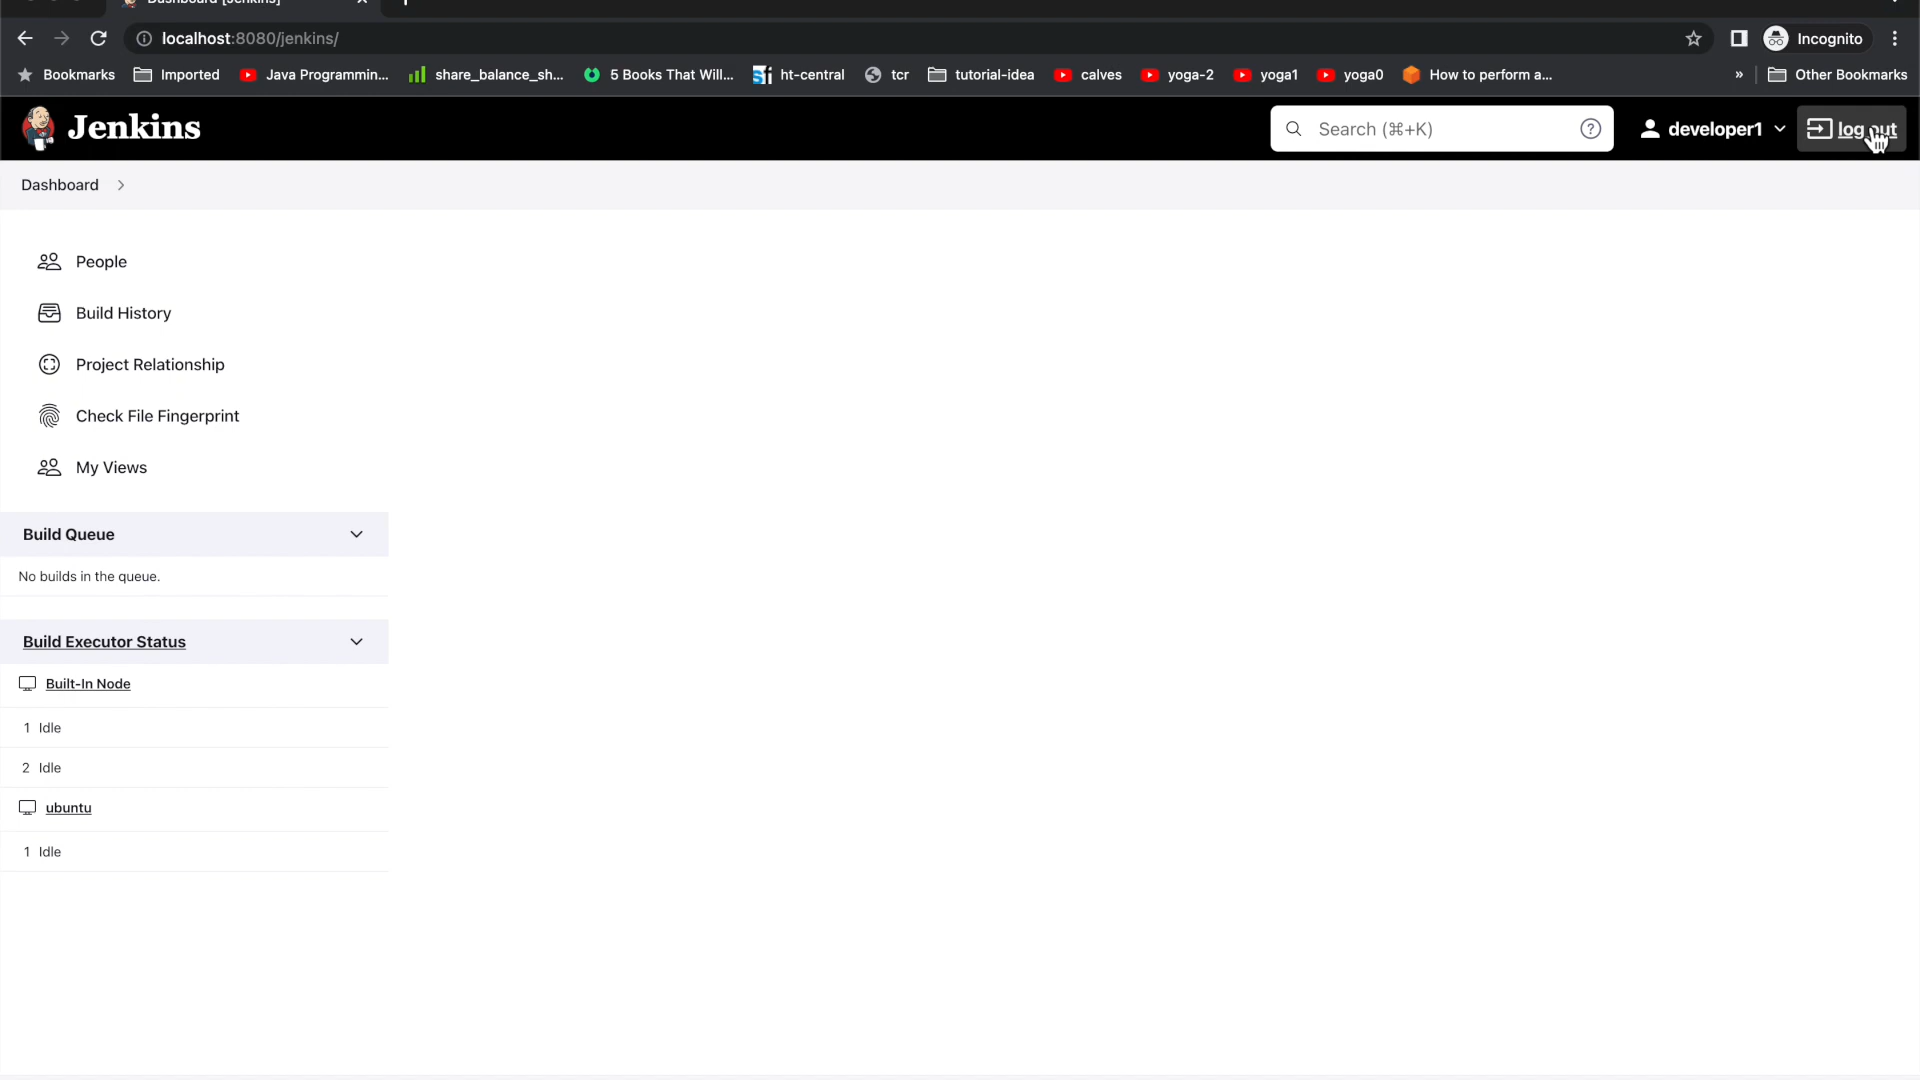 Dashboard [Jenkins]
localhost:8080/jenkins/
Incognito
Bookmarks Imported Java Programmin... share_balance_sh... 5 Books That Will... ht-central tcr tutorial-idea calves yoga-2 yoga1 yoga0 How to perform a... » Other Bookmarks
Jenkins
Search (⌘+K)
developer1
log out
Dashboard
People
Build History
Project Relationship
Check File Fingerprint
My Views
Build Queue
No builds in the queue.
Build Executor Status
Built-In Node
1 Idle
2 Idle
ubuntu
1 Idle